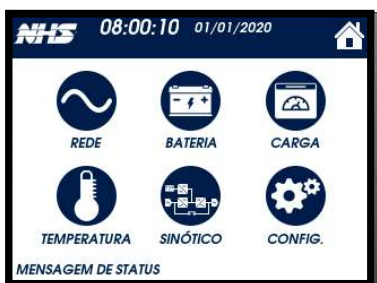 NHS 08:00:10 01/01/2020
REDE BATERIA CARGA
TEMPERATURA SINÓTICO CONFIG.
MENSAGEM DE STATUS